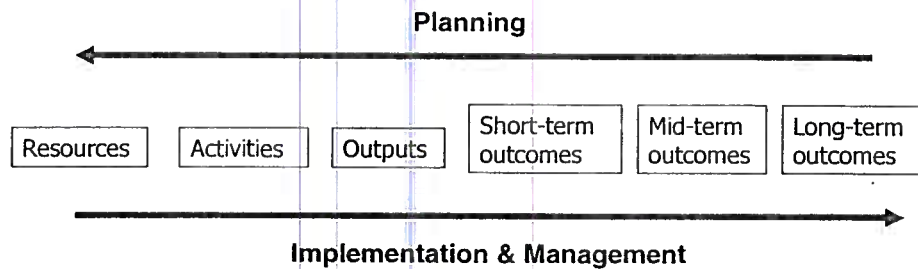 Planning
Resources
Activities
Outputs
Short-term
outcomes
Mid-term
outcomes
Long-term
outcomes
Implementation & Management